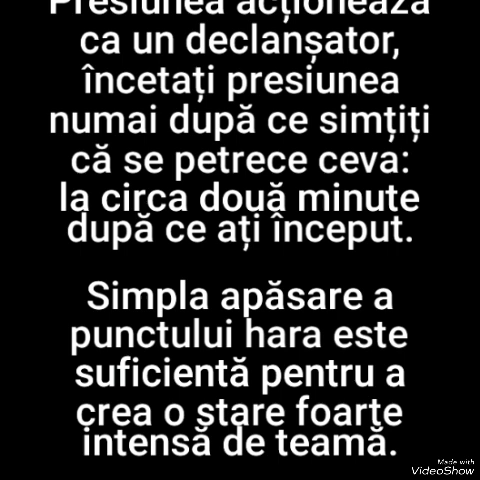 Presiunea acționează
ca un declanșator,
încetați presiunea
numai după ce simțiți
că se petrece ceva:
la circa două minute
după ce ați început.
Simpla apăsare a
punctului hara este
suficientă pentru a
crea o stare foarte
intensă de teamă.
Made with
VideoShow